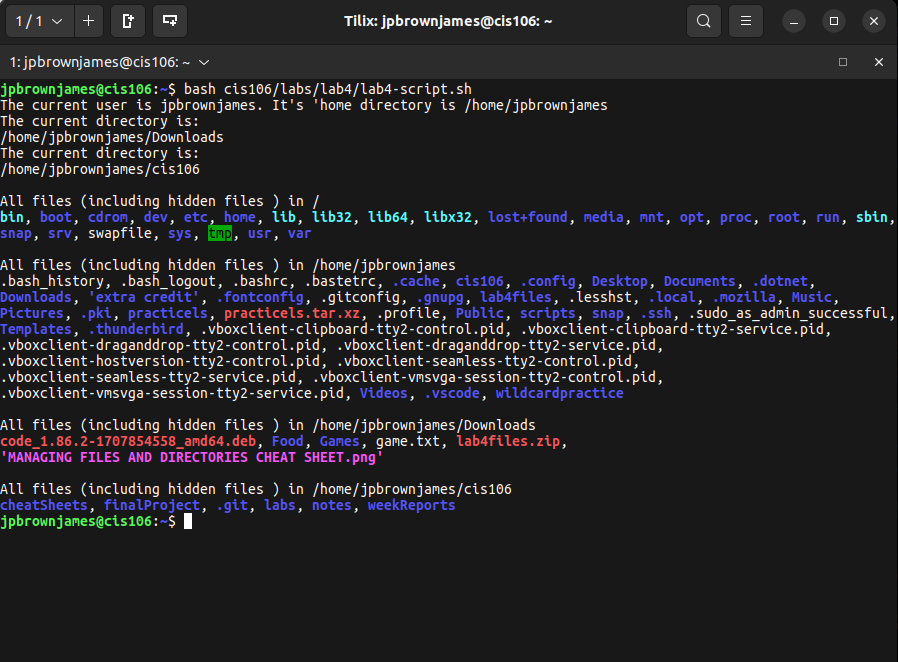 1 / 1
Tilix: jpbrownjames@cis106: ~
1: jpbrownjames@cis106: ~
jpbrownjames@cis106:~$ bash cis106/labs/lab4/lab4-script.sh
The current user is jpbrownjames. It's 'home directory is /home/jpbrownjames
The current directory is:
/home/jpbrownjames/Downloads
The current directory is:
/home/jpbrownjames/cis106
All files (including hidden files ) in /
bin, boot, cdrom, dev, etc, home, lib, lib32, lib64, libx32, lost+found, media, mnt, opt, proc, root, run, sbin,
snap, srv, swapfile, sys, tmp, usr, var
All files (including hidden files ) in /home/jpbrownjames
.bash_history, .bash_logout, .bashrc, .bastetrc, .cache, cis106, .config, Desktop, Documents, .dotnet,
Downloads, 'extra credit', .fontconfig, .gitconfig, .gnupg, lab4files, .lesshst, .local, .mozilla, Music,
Pictures, .pki, practicels, practicels.tar.xz, .profile, Public, scripts, snap, .ssh, .sudo_as_admin_successful,
Templates, .thunderbird, .vboxclient-clipboard-tty2-control.pid, .vboxclient-clipboard-tty2-service.pid,
.vboxclient-draganddrop-tty2-control.pid, .vboxclient-draganddrop-tty2-service.pid,
.vboxclient-hostversion-tty2-control.pid, .vboxclient-seamless-tty2-control.pid,
.vboxclient-seamless-tty2-service.pid, .vboxclient-vmsvga-session-tty2-control.pid,
.vboxclient-vmsvga-session-tty2-service.pid, Videos, .vscode, wildcardpractice
All files (including hidden files ) in /home/jpbrownjames/Downloads
code_1.86.2-1707854558_amd64.deb, Food, Games, game.txt, lab4files.zip,
'MANAGING FILES AND DIRECTORIES CHEAT SHEET.png'
All files (including hidden files ) in /home/jpbrownjames/cis106
cheatSheets, finalProject, .git, labs, notes, weekReports
jpbrownjames@cis106:~$